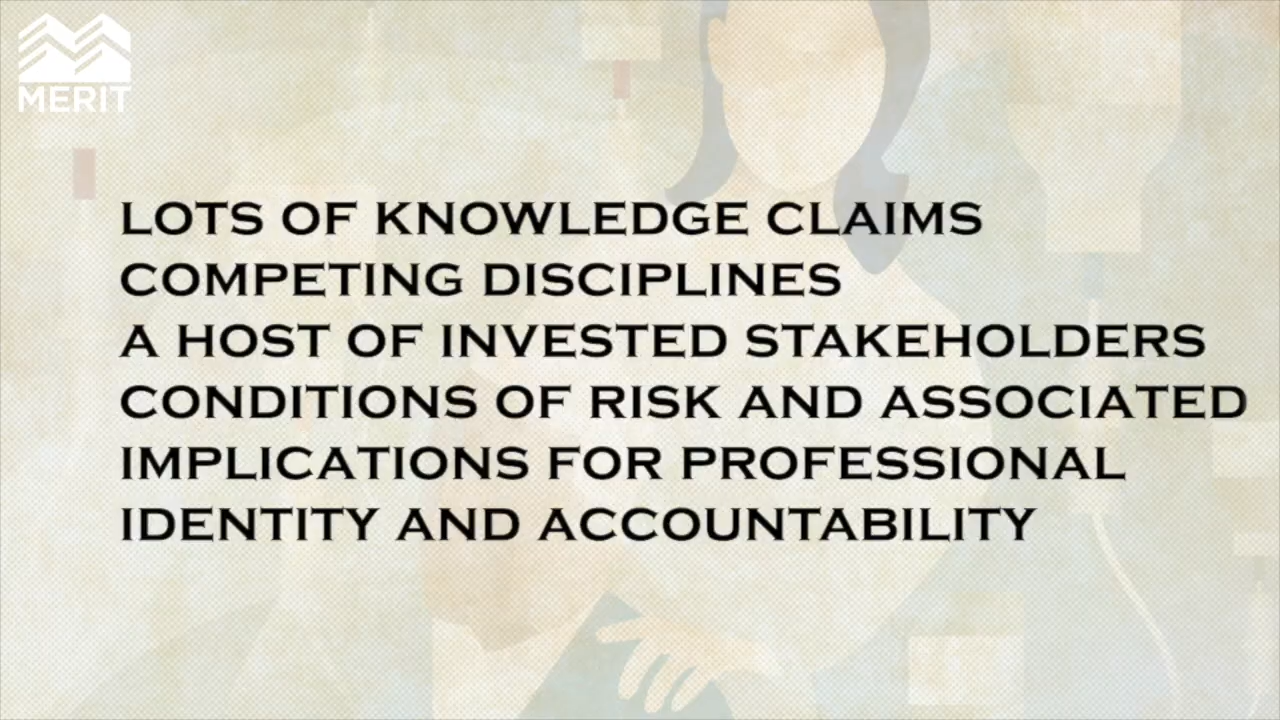 MERIT
LOTS OF KNOWLEDGE CLAIMS
COMPETING DISCIPLINES
A HOST OF INVESTED STAKEHOLDERS
CONDITIONS OF RISK AND ASSOCIATED
IMPLICATIONS FOR PROFESSIONAL
IDENTITY AND ACCOUNTABILITY